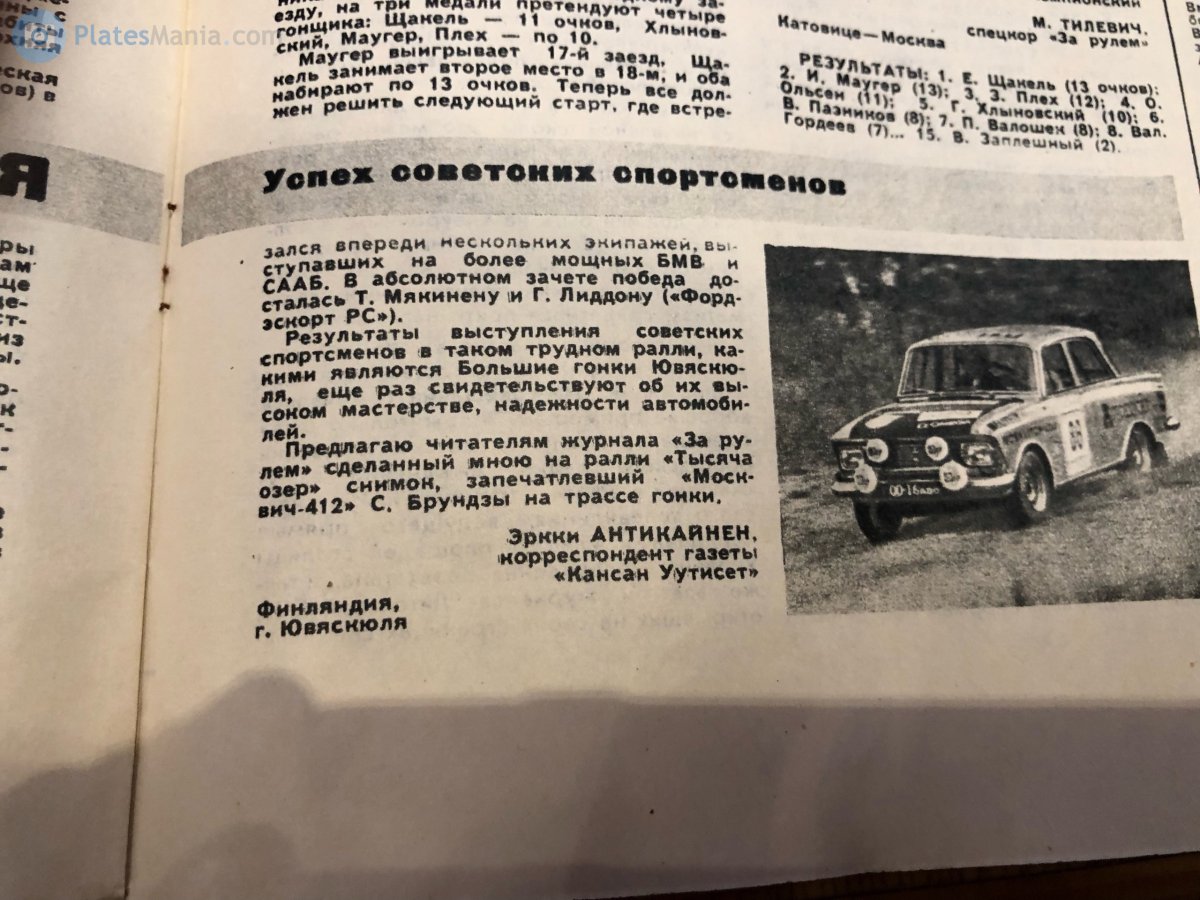 PlatesMania.com
езду, на три медали претендуют четыре
гонщика: Щакель — 11 очков, Хлынов-
ский, Маугер, Плех — по 10.
Маугер выигрывает 17-й заезд, Ща-
кель занимает второе место в 18-м, и оба
набирают по 13 очков. Теперь все дол-
жен решить следующий старт, где встре-
М. ТИЛЕВИЧ,
спецкор «За рулем»
Катовице—Москва
РЕЗУЛЬТАТЫ: 1. Е. Щакель (13 очков);
2. И. Маугер (13); 3. З. Плех (12); 4. О.
Ольсен (11); 5. Г. Хлыновский (10); 6.
В. Пазников (8); 7. П. Валошек (8); 8. Вал.
Гордеев (7)... 15. В. Заплешный (2).
еская
ов) в
Я
Успех советских спортсменов
зался впереди нескольких экипажей, вы-
ступавших на более мощных БМВ и
СААБ. В абсолютном зачете победа до-
сталась Т. Мякинену и Г. Лиддону («Форд-
эскорт РС»).
Результаты выступления советских
спортсменов в таком трудном ралли, ка-
кими являются Большие гонки Ювяскю-
ля, еще раз свидетельствуют об их вы-
соком мастерстве, надежности автомоби-
лей.
Предлагаю читателям журнала «За ру-
лем» сделанный мною на ралли «Тысяча
озер» снимок, запечатлевший «Моск-
вич-412» С. Брундзы на трассе гонки.
Эркки АНТИКАЙНЕН,
корреспондент газеты
«Кансан Уутисет»
Финляндия,
г. Ювяскюля
00-16